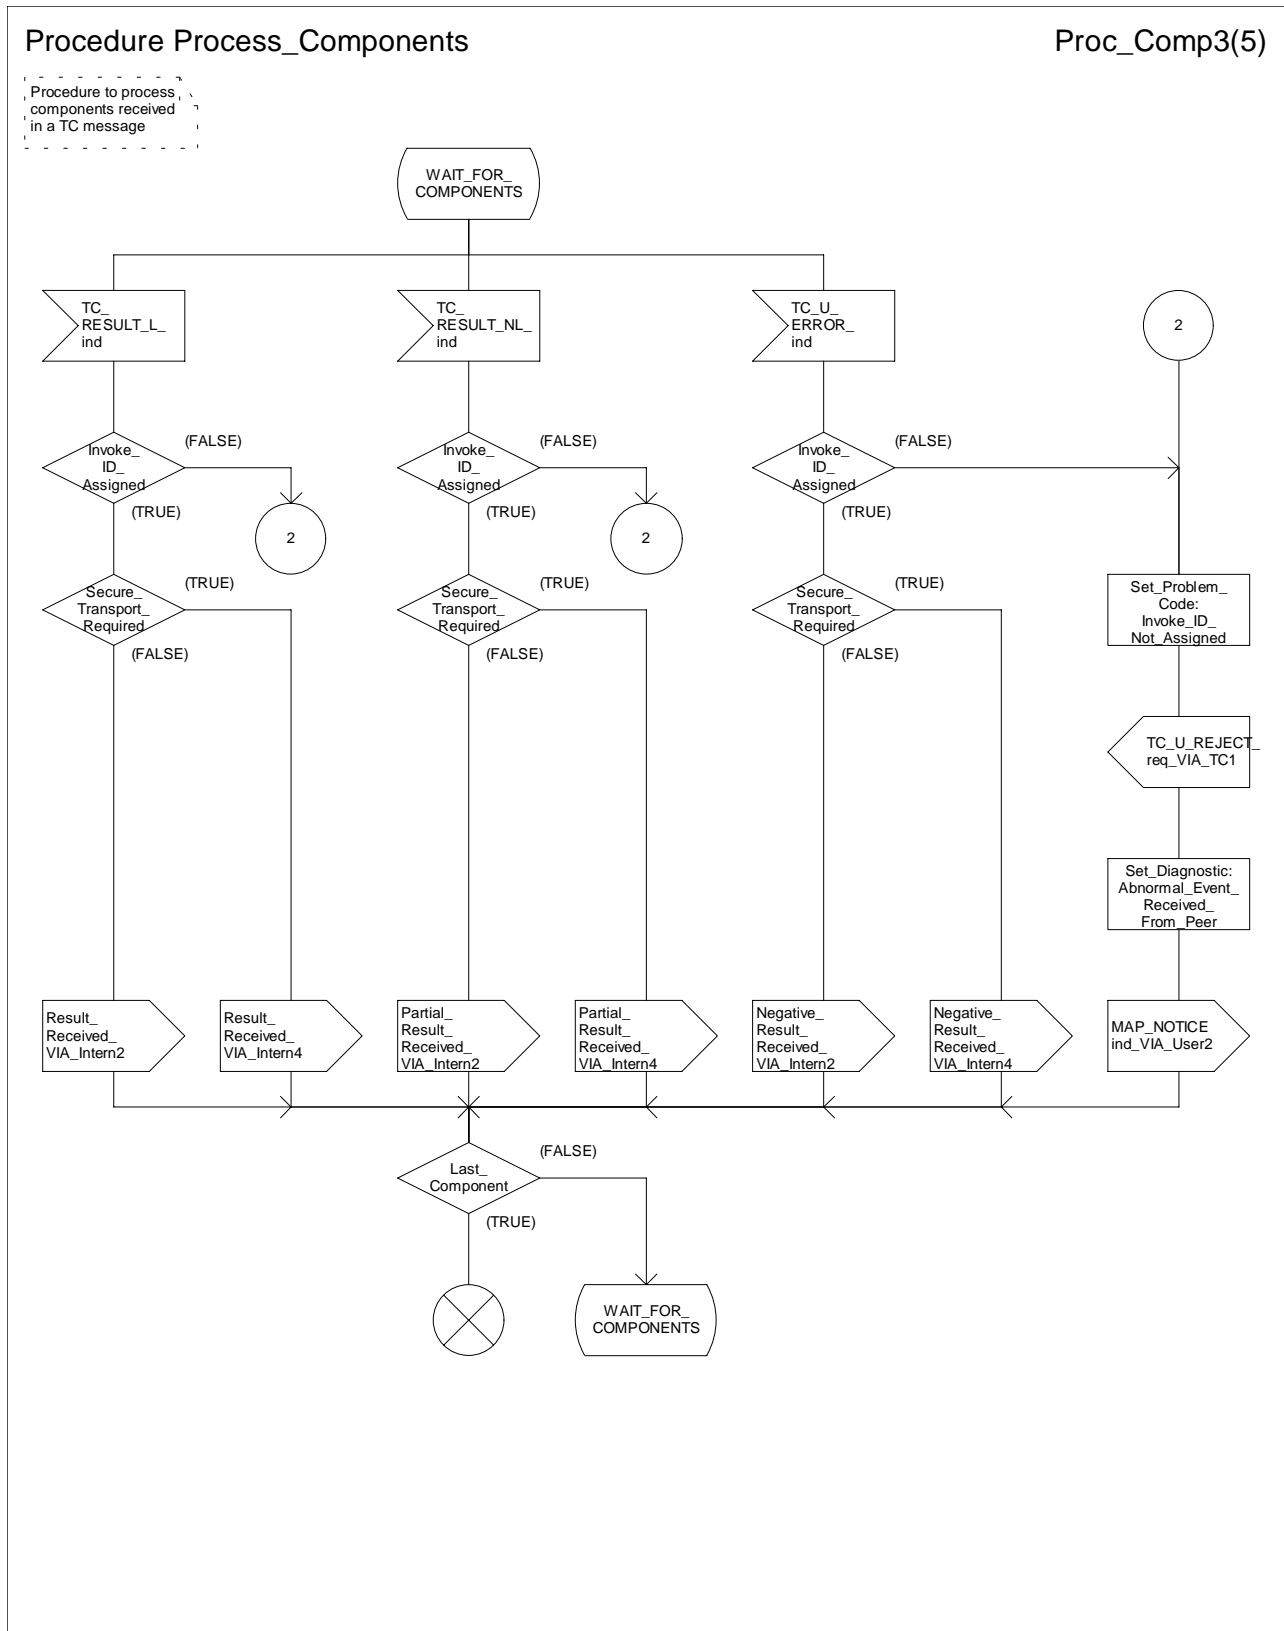 Procedure Process_Components
Proc_Comp3(5)
Procedure to process
components received
in a TC message
WAIT_FOR_
COMPONENTS
TC_
RESULT_L_
ind
TC_
RESULT_NL_
ind
TC_U_
ERROR_
ind
2
Invoke_
ID_
Assigned
(FALSE)
(TRUE)
Invoke_
ID_
Assigned
(FALSE)
(TRUE)
Invoke_
ID_
Assigned
(FALSE)
(TRUE)
2
2
Secure_
Transport_
Required
(TRUE)
(FALSE)
Secure_
Transport_
Required
(TRUE)
(FALSE)
Secure_
Transport_
Required
(TRUE)
(FALSE)
Set_Problem_
Code:
Invoke_ID_
Not_Assigned
TC_U_REJECT_
req_VIA_TC1
Set_Diagnostic:
Abnormal_Event_
Received_
From_Peer
Result_
Received_
VIA_Intern2
Result_
Received_
VIA_Intern4
Partial_
Result_
Received_
VIA_Intern2
Partial_
Result_
Received_
VIA_Intern4
Negative_
Result_
Received_
VIA_Intern2
Negative_
Result_
Received_
VIA_Intern4
MAP_NOTICE
ind_VIA_User2
Last_
Component
(FALSE)
(TRUE)
WAIT_FOR_
COMPONENTS